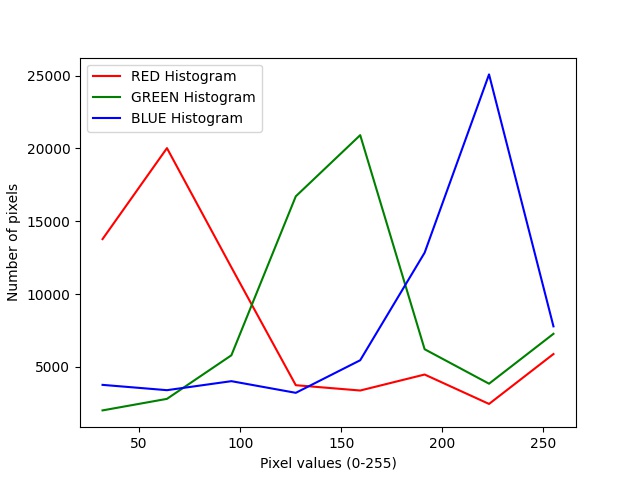 RED Histogram
GREEN Histogram
BLUE Histogram
25000
20000
15000
10000
5000
Number of pixels
50 100 150 200 250
Pixel values (0-255)